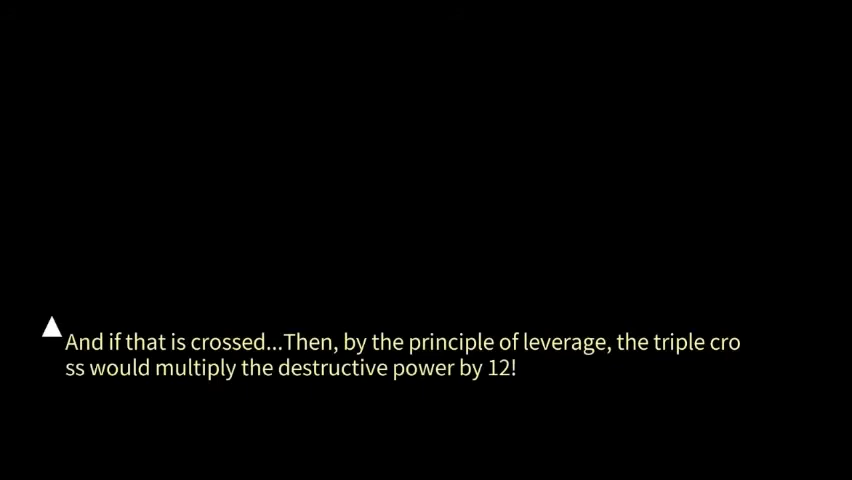 And if that is crossed...Then, by the principle of leverage, the triple cro
ss would multiply the destructive power by 12!